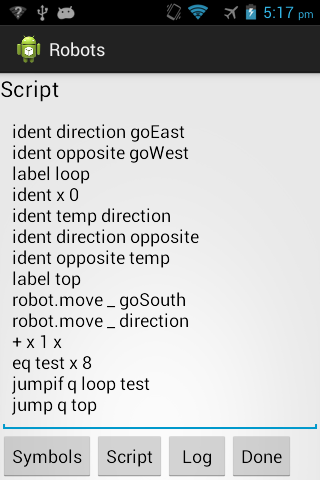 5:17 pm
Robots
Script
ident direction goEast
ident opposite goWest
label loop
ident x 0
ident temp direction
ident direction opposite
ident opposite temp
label top
robot.move _ goSouth
robot.move _ direction
+ x 1 x
eq test x 8
jumpif q loop test
jump q top
Symbols Script Log Done